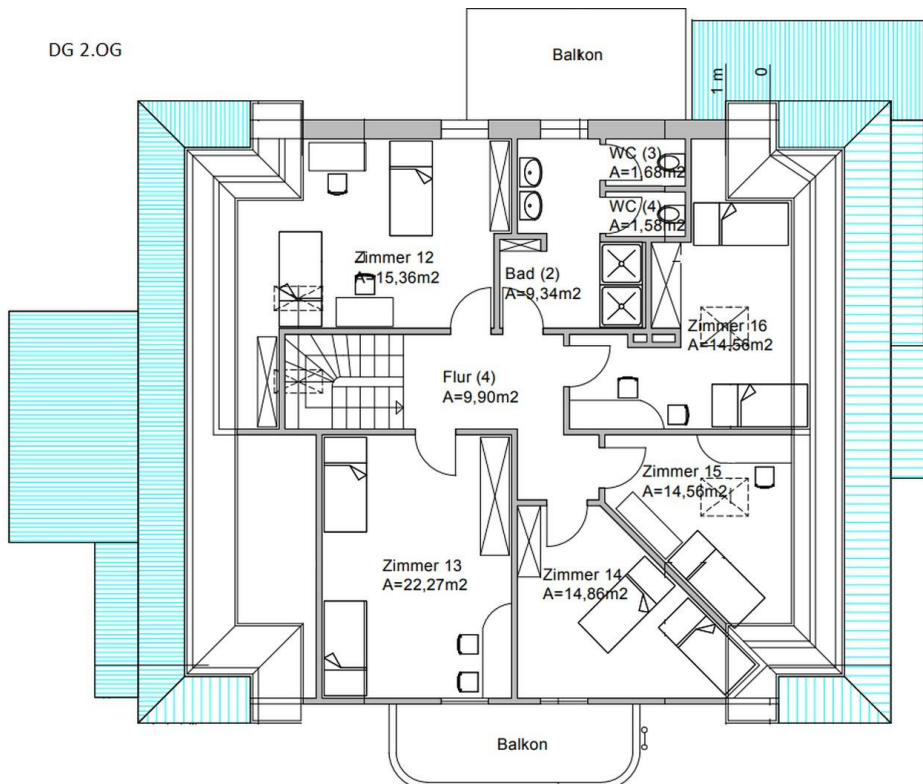 DG 2.OG
Balkon
1 m
0
WC (3)
A=1,68m2
WC (4)
A=1,58m2
Zimmer 12
A=15,36m2
Bad (2)
A=9,34m2
Zimmer 16
A=14,56m2
Flur (4)
A=9,90m2
Zimmer 15
A=14,56m2
Zimmer 13
A=22,27m2
Zimmer 14
A=14,86m2
Balkon